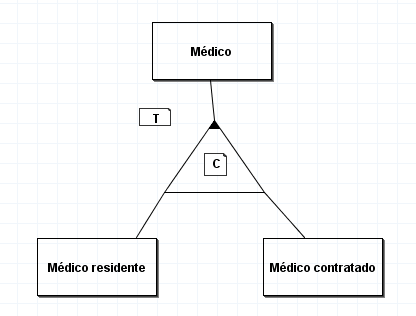 Médico
T
C
Médico residente
Médico contratado